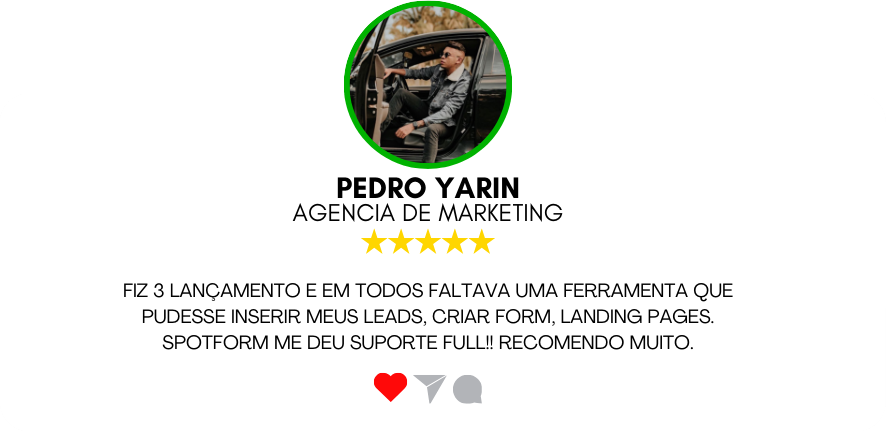 PEDRO YARIN
AGENCIA DE MARKETING
FIZ 3 LANÇAMENTO E EM TODOS FALTAVA UMA FERRAMENTA QUE
PUDESSE INSERIR MEUS LEADS, CRIAR FORM, LANDING PAGES.
SPOTFORM ME DEU SUPORTE FULL!! RECOMENDO MUITO.